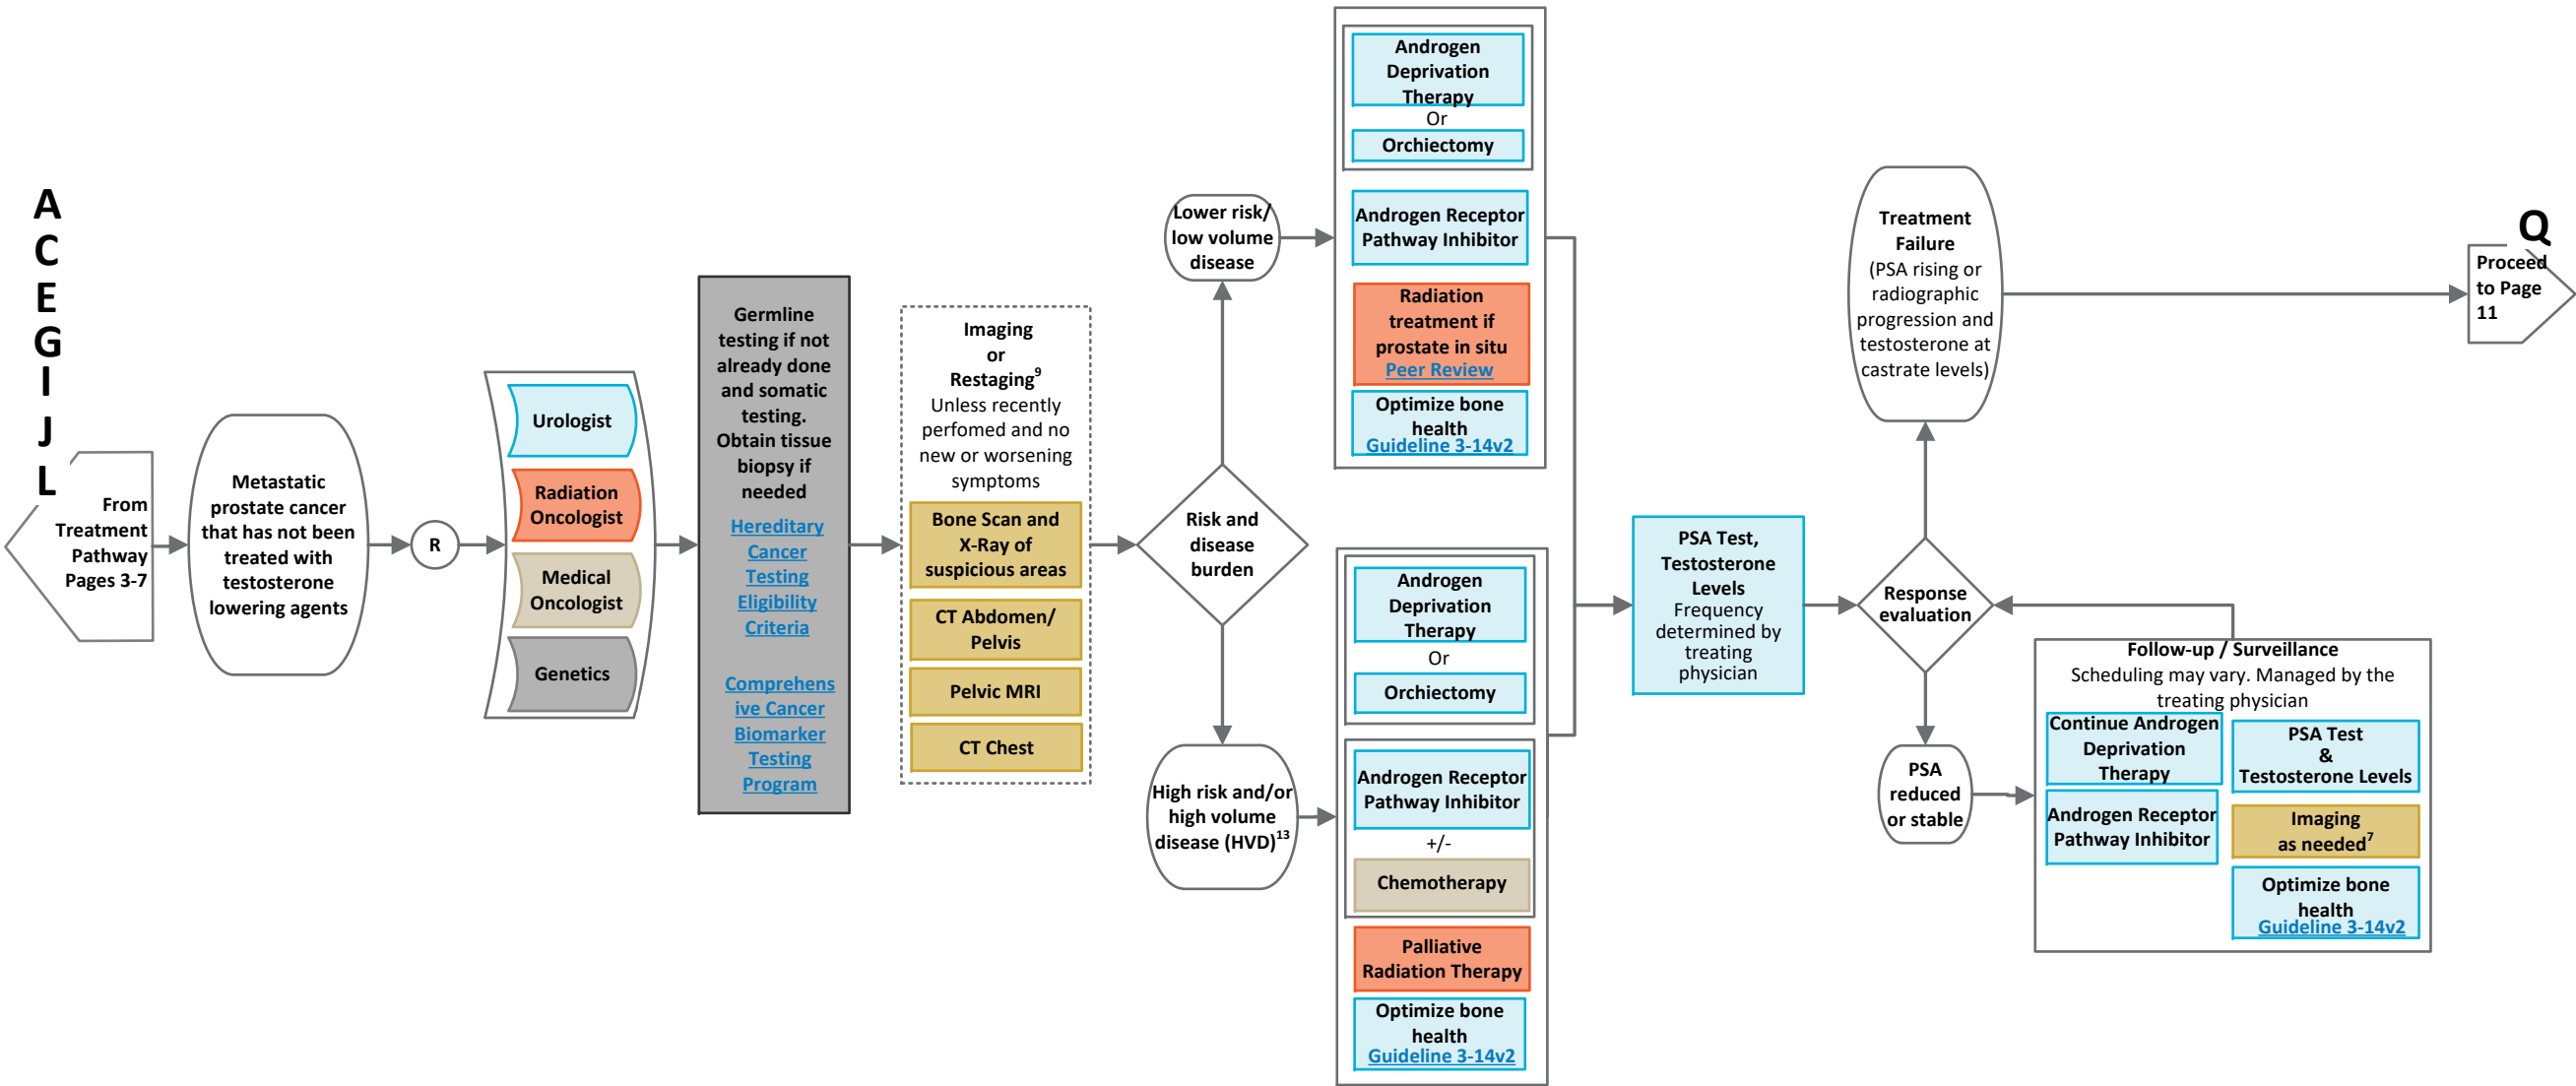 A
C
E
G
I
J
L
From
Treatment
Pathway
Pages 3-7
Metastatic
prostate cancer
that has not been
treated with
testosterone
lowering agents
R
Urologist
Radiation
Oncologist
Medical
Oncologist
Genetics
Germline
testing if not
already done
and somatic
testing.
Obtain tissue
biopsy if
needed
Hereditary
Cancer
Testing
Eligibility
Criteria
Comprehens
ive Cancer
Biomarker
Testing
Program
Imaging
or
Restaging9
Unless recently
perfomed and no
new or worsening
symptoms
Bone Scan and
X-Ray of
suspicious areas
CT Abdomen/
Pelvis
Pelvic MRI
CT Chest
Risk and
disease
burden
Lower risk/
low volume
disease
Androgen
Deprivation
Therapy
Or
Orchiectomy
Androgen Receptor
Pathway Inhibitor
Radiation
treatment if
prostate in situ
Peer Review
Optimize bone
health
Guideline 3-14v2
High risk and/or
high volume
disease (HVD)13
Androgen
Deprivation
Therapy
Or
Orchiectomy
Androgen Receptor
Pathway Inhibitor
+/-
Chemotherapy
Palliative
Radiation Therapy
Optimize bone
health
Guideline 3-14v2
PSA Test,
Testosterone
Levels
Frequency
determined by
treating
physician
Response
evaluation
Treatment
Failure
(PSA rising or
radiographic
progression and
testosterone at
castrate levels)
Q
Proceed
to Page
11
PSA
reduced
or stable
Follow-up / Surveillance
Scheduling may vary. Managed by the
treating physician
Continue Androgen
Deprivation
Therapy
Androgen Receptor
Pathway Inhibitor
PSA Test
&
Testosterone Levels
Imaging
as needed7
Optimize bone
health
Guideline 3-14v2